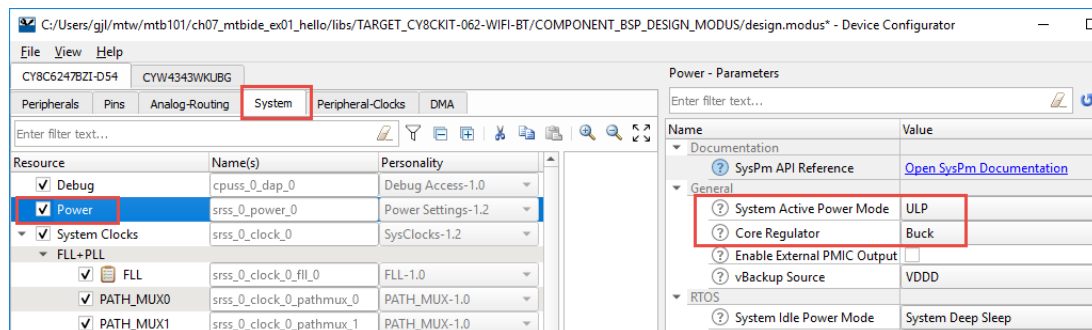 C:/Users/gjl/mtw/mtb101/ch07_mtbide_ex01_hello/libs/TARGET_CY8CKIT-062-WIFI-BT/COMPONENT_BSP_DESIGN_MODUS/design.modus* - Device Configurator
File View Help
CY8C6247BZI-D54 CYW4343WKUBG
Power - Parameters
Peripherals Pins Analog-Routing System Peripheral-Clocks DMA
Enter filter text...
Enter filter text...
Name Value
Resource Name(s) Personality
Documentation
Debug cpuss_0_dap_0 Debug Access-1.0
SysPm API Reference Open SysPm Documentation
General
Power srss_0_power_0 Power Settings-1.2
System Active Power Mode ULP
System Clocks srss_0_clock_0 SysClocks-1.2
Core Regulator Buck
FLL+PLL
Enable External PMIC Output
FLL srss_0_clock_0_fll_0 FLL-1.0
vBackup Source VDDD
PATH_MUX0 srss_0_clock_0_pathmux_0 PATH_MUX-1.0
RTOS
PATH_MUX1 srss_0_clock_0_pathmux_1 PATH_MUX-1.0
System Idle Power Mode System Deep Sleep